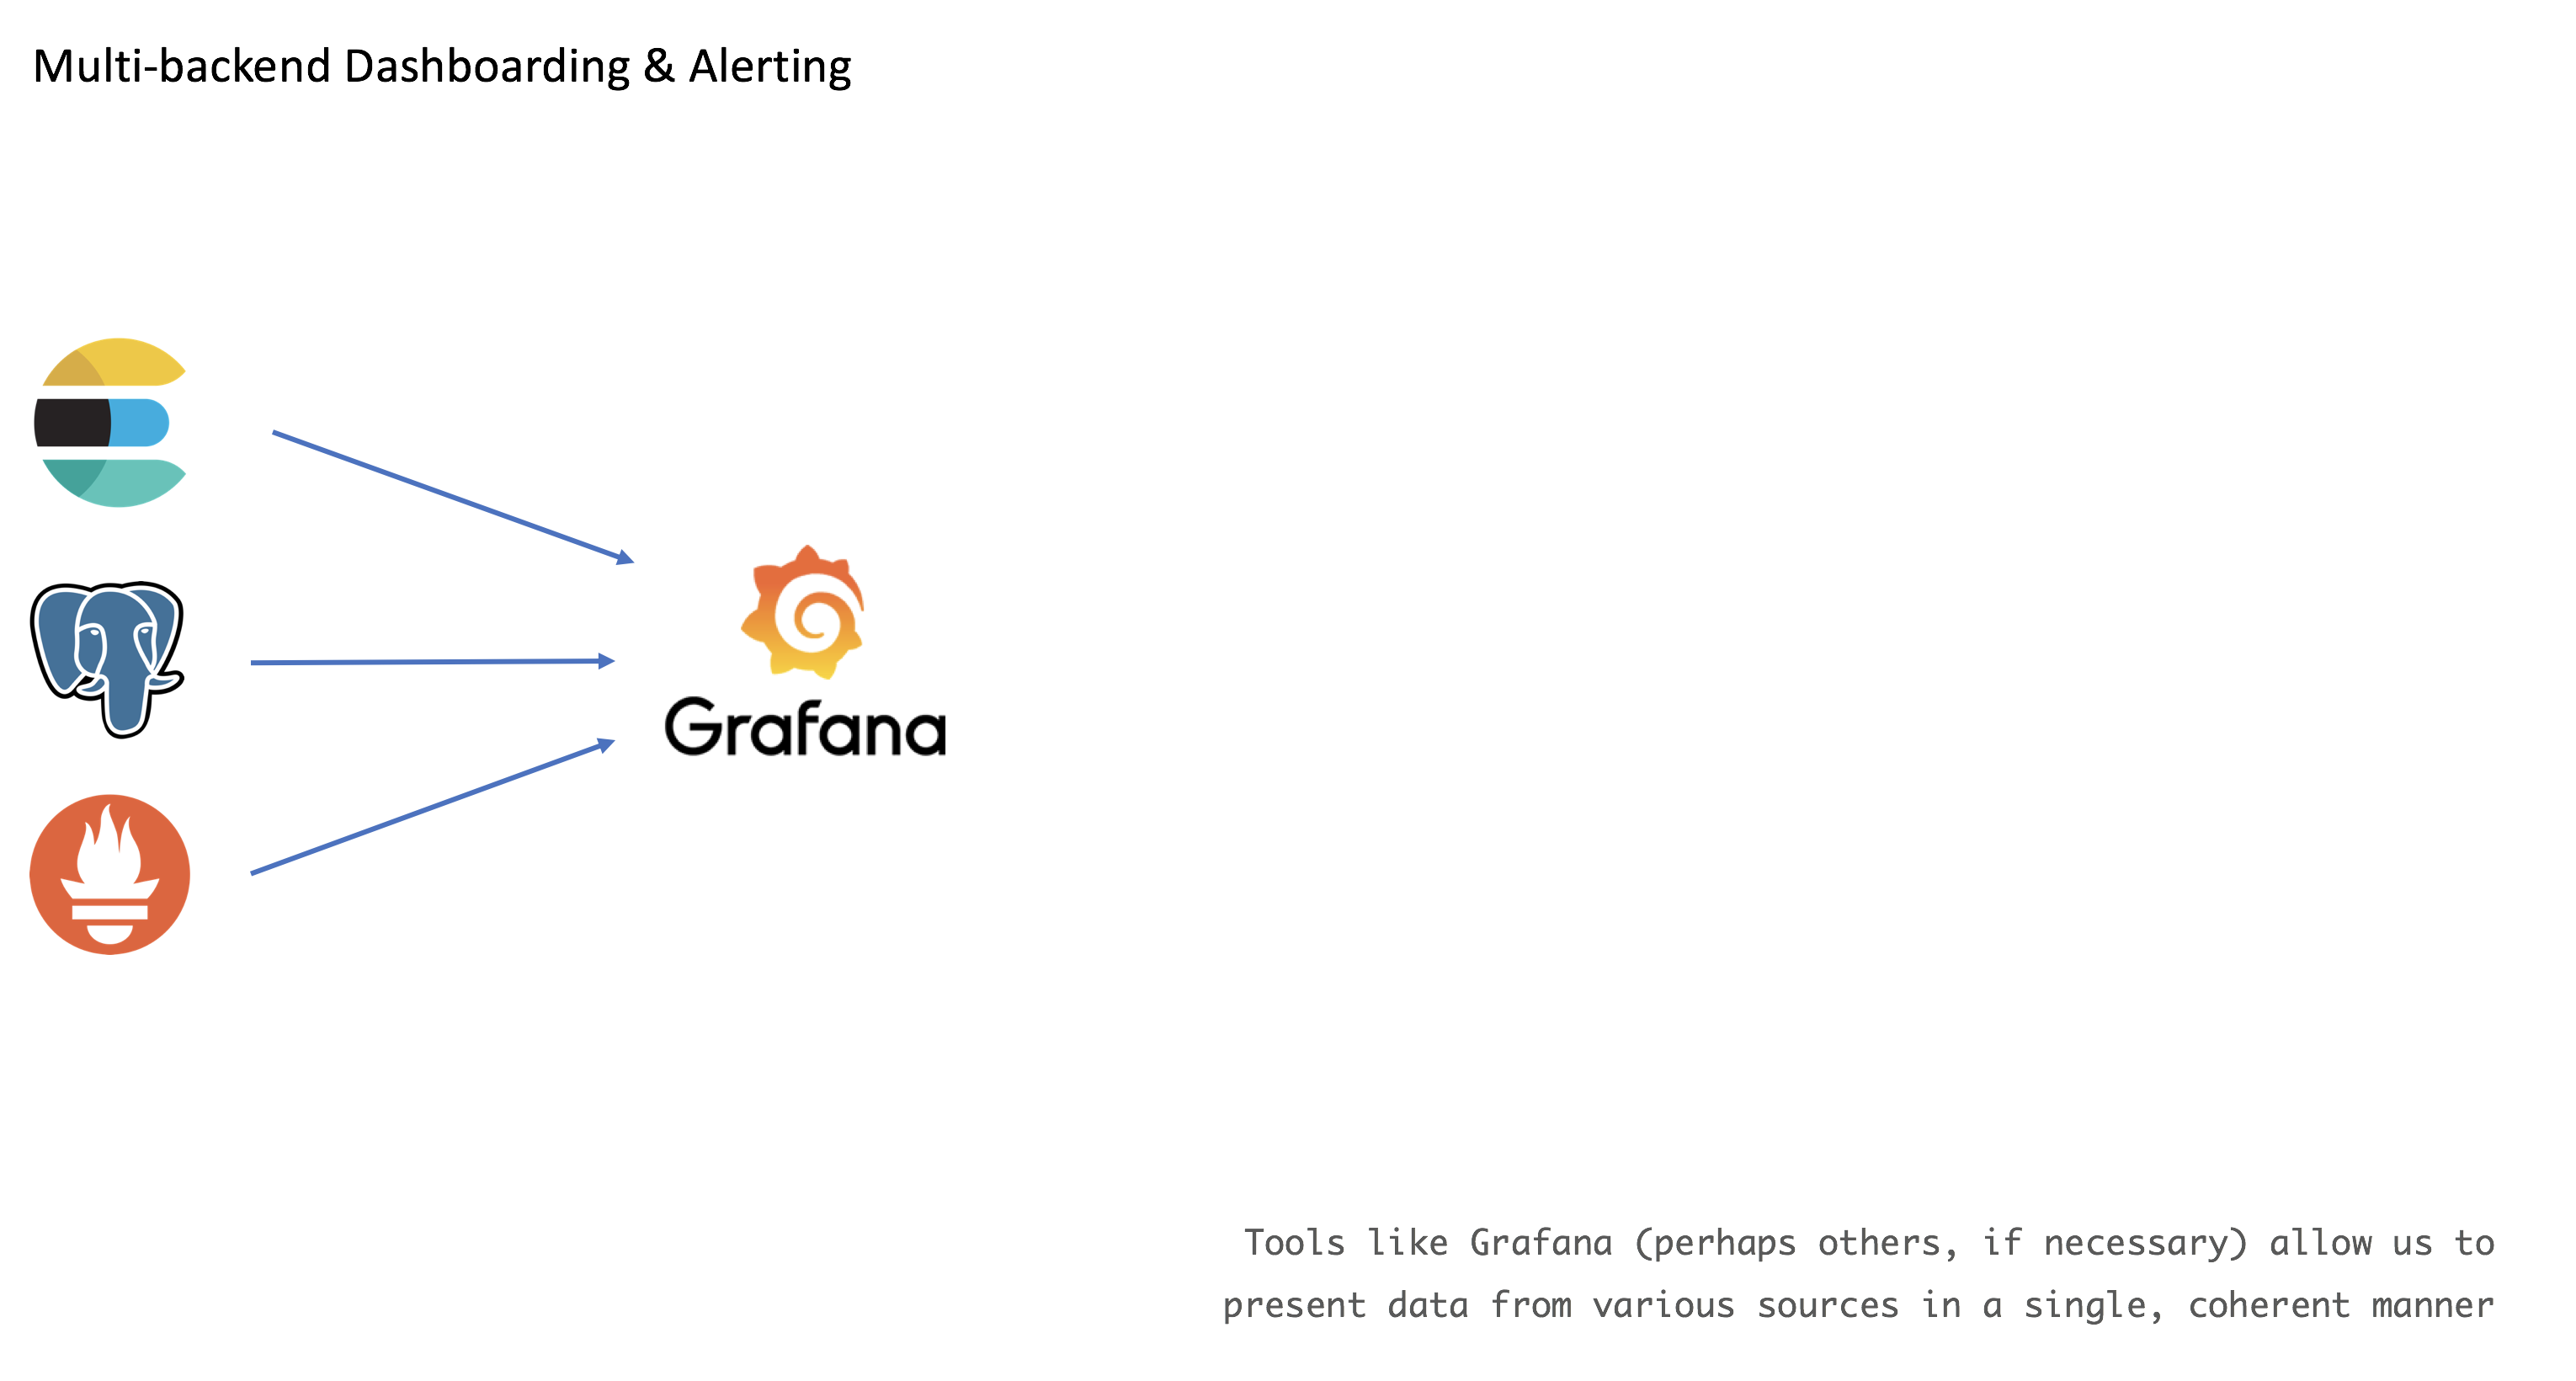 Multi-backend Dashboarding & Alerting
Grafana
Tools like Grafana (perhaps others, if necessary) allow us to
present data from various sources in a single, coherent manner